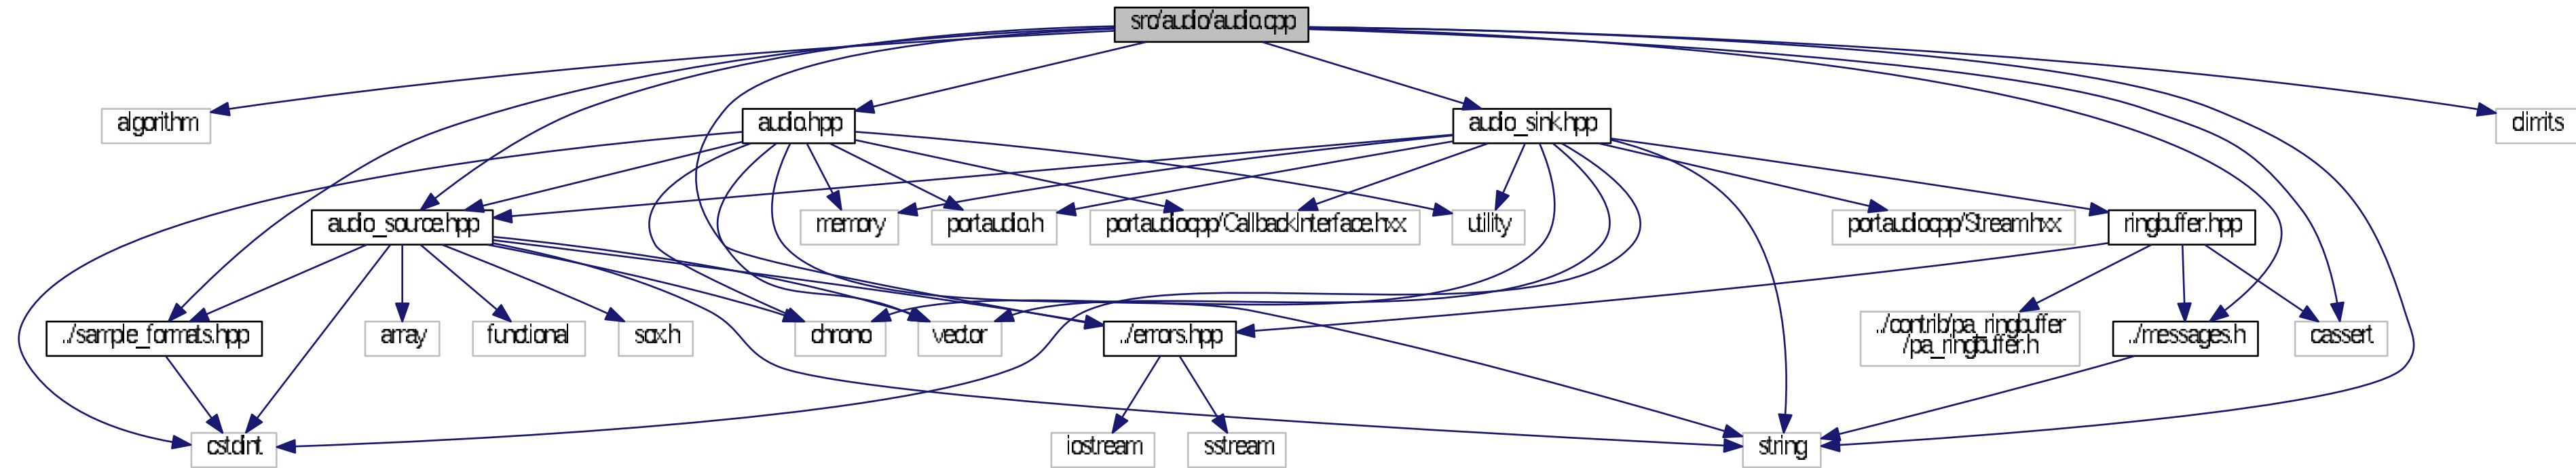 src/audio/audio.cpp
algorithm
audio.hpp
audio_sink.hpp
climits
audio_source.hpp
memory
portaudio.h
portaudiocpp/CallbackInterface.hxx
utility
portaudiocpp/Stream.hxx
ringbuffer.hpp
../sample_formats.hpp
array
functional
sox.h
chrono
vector
../errors.hpp
../contrib/pa_ringbuffer
/pa_ringbuffer.h
../messages.h
cassert
cstdint
iostream
sstream
string